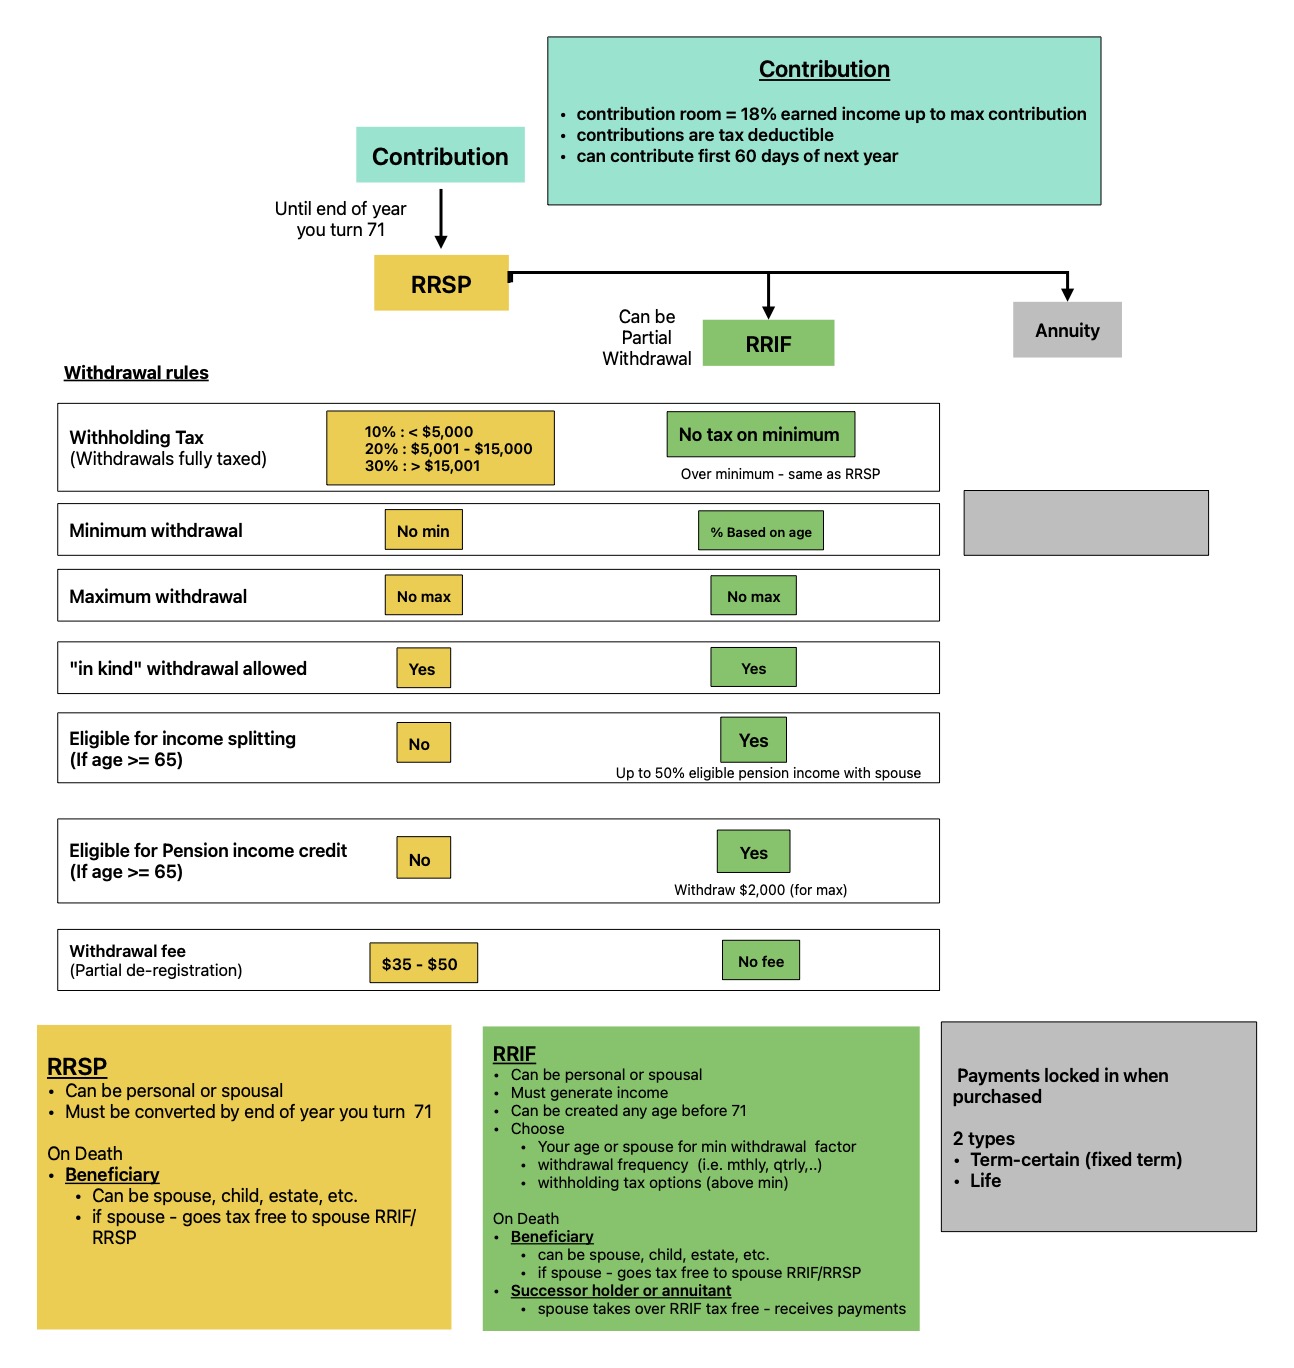 Contribution
• contribution room = 18% earned income up to max contribution
• contributions are tax deductible
• can contribute first 60 days of next year
Contribution
Until end of year
you turn 71
RRSP
Can be
Partial
Withdrawal
RRIF
Annuity
Withdrawal rules
Withholding Tax
(Withdrawals fully taxed)
10% : < $5,000
20% : $5,001 - $15,000
30% : > $15,001
No tax on minimum
Over minimum - same as RRSP
Minimum withdrawal
No min
% Based on age
Maximum withdrawal
No max
No max
"in kind" withdrawal allowed
Yes
Yes
Eligible for income splitting
(If age >= 65)
No
Yes
Up to 50% eligible pension income with spouse
Eligible for Pension income credit
(If age >= 65)
No
Yes
Withdraw $2,000 (for max)
Withdrawal fee
(Partial de-registration)
$35 - $50
No fee
RRSP
• Can be personal or spousal
• Must be converted by end of year you turn 71
On Death
• Beneficiary
• Can be spouse, child, estate, etc.
• if spouse - goes tax free to spouse RRIF/
RRSP
RRIF
• Can be personal or spousal
• Must generate income
• Can be created any age before 71
• Choose
• Your age or spouse for min withdrawal factor
• withdrawal frequency (i.e. mthly, qtrly,..)
• withholding tax options (above min)
On Death
• Beneficiary
• can be spouse, child, estate, etc.
• if spouse - goes tax free to spouse RRIF/RRSP
• Successor holder or annuitant
• spouse takes over RRIF tax free - receives payments
Payments locked in when
purchased
2 types
• Term-certain (fixed term)
• Life